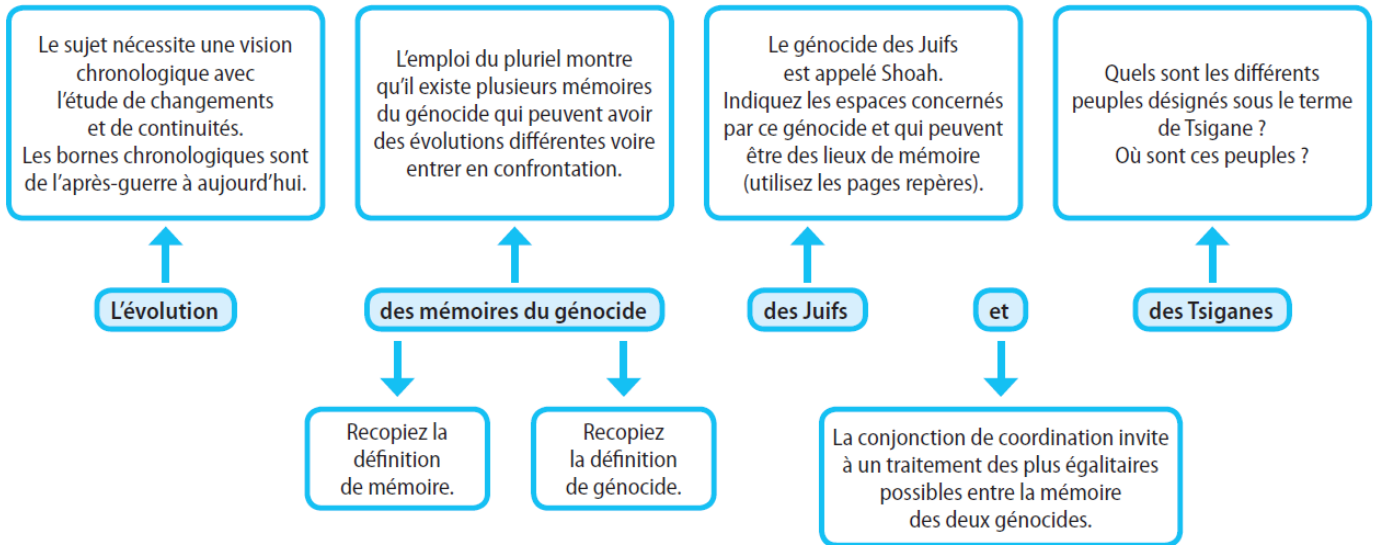 Le sujet nécessite une vision
chronologique avec
l'étude de changements
et de continuités.
Les bornes chronologiques sont
de l'après-guerre à aujourd'hui.
L'emploi du pluriel montre
qu'il existe plusieurs mémoires
du génocide qui peuvent avoir
des évolutions différentes voire
entrer en confrontation.
Le génocide des Juifs
est appelé Shoah.
Indiquez les espaces concernés
par ce génocide et qui peuvent
être des lieux de mémoire
(utilisez les pages repères).
Quels sont les différents
peuples désignés sous le terme
de Tsigane ?
Où sont ces peuples ?
L'évolution
des mémoires du génocide
des Juifs
et
des Tsiganes
Recopiez la
définition
de mémoire.
Recopiez
la définition
de génocide.
La conjonction de coordination invite
à un traitement des plus égalitaires
possibles entre la mémoire
des deux génocides.